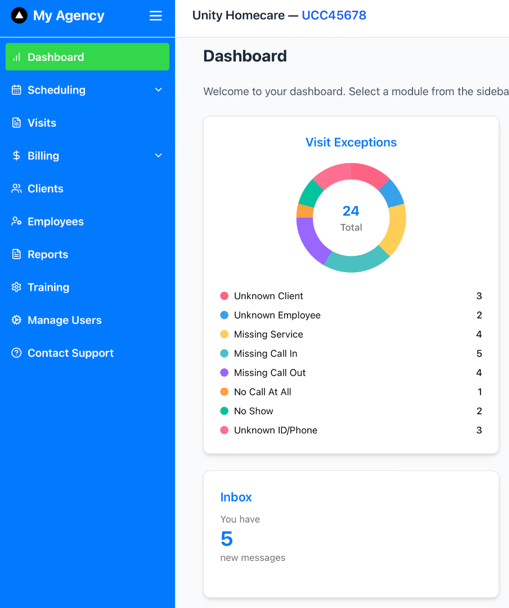 My Agency
Unity Homecare — UCC45678
Dashboard
Scheduling
Visits
Billing
Clients
Employees
Reports
Training
Manage Users
Contact Support
Dashboard
Welcome to your dashboard. Select a module from the
Visit Exceptions
24
Total
Unknown Client 3
Unknown Employee 2
Missing Service 4
Missing Call In 5
Missing Call Out 4
No Call At All 1
No Show 2
Unknown ID/Phone 3
Inbox
You have
5
new messages